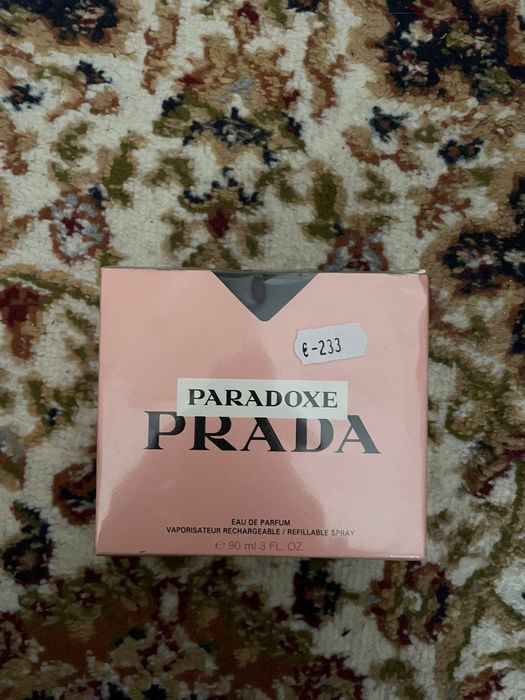 e-233
PARADOXE
PRADA
EAU DE PARFUM
VAPORISATEUR RECHARGEABLE / REFILLABLE SPRAY
℮ 90 ml 3 FL. OZ